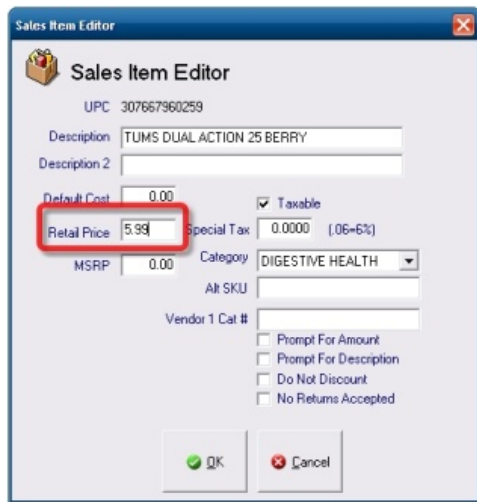 Sales Item Editor
Sales Item Editor
UPC 307667960259
Description TUMS DUAL ACTION 25 BERRY
Description 2
Default Cost 0.00 Taxable
Retail Price 5.99 Special Tax 0.0000 (.06=6%)
MSRP 0.00 Category DIGESTIVE HEALTH
Alt SKU
Vendor 1 Cat #
Prompt For Amount
Prompt For Description
Do Not Discount
No Returns Accepted
OK Cancel